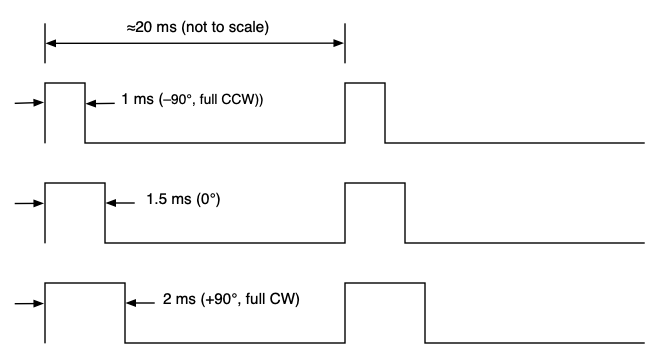 ≈20 ms (not to scale)
1 ms (–90°, full CCW))
1.5 ms (0°)
2 ms (+90°, full CW)